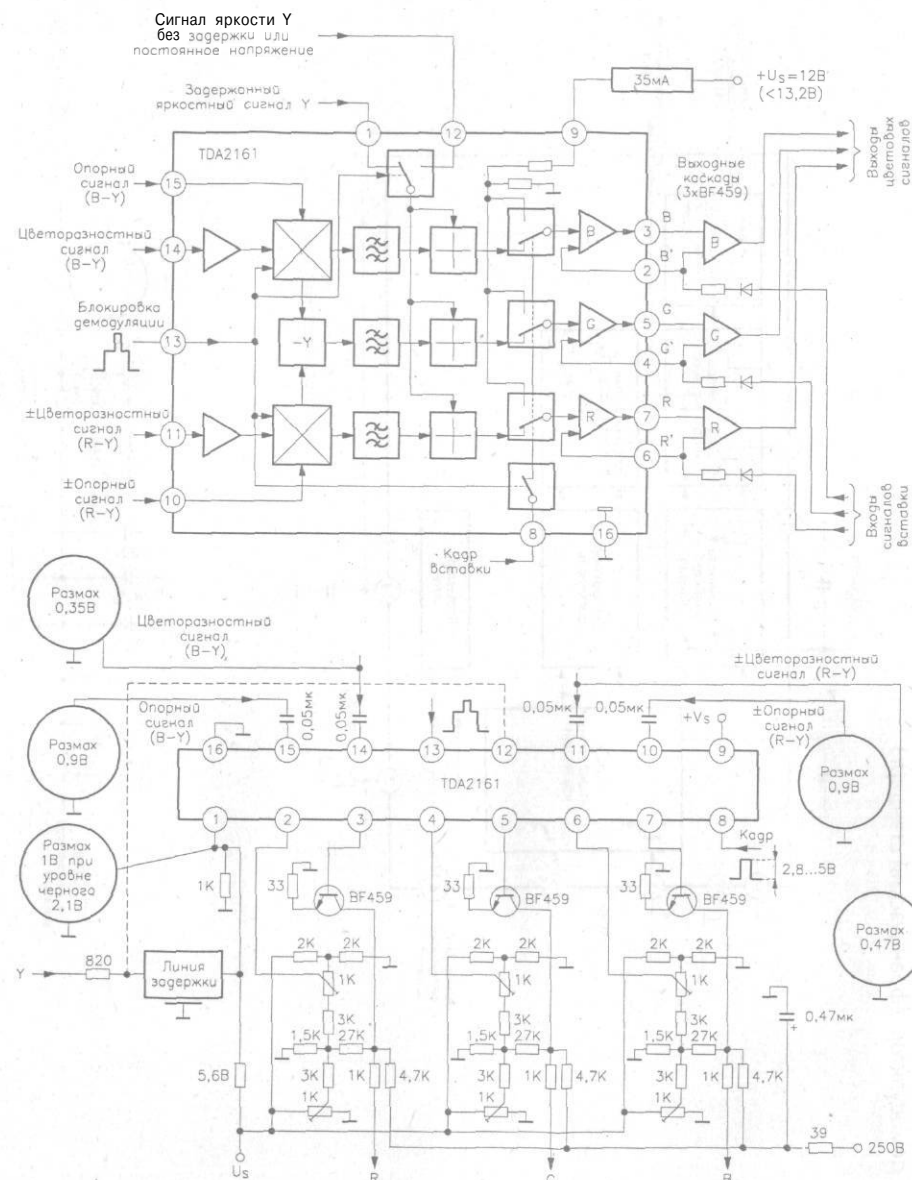 Сигнал яркости Y
без задержки или
постоянное напряжение
Задержанный
яркостный сигнал Y
35мА
+Us=12В
(<13,2В)
1
12
9
TDA2161
Опорный
сигнал
(B-Y)
15
Выходные
каскады
(3xBF459)
Выходы
цветовых
сигналов
Цветоразностный
сигнал
(B-Y)
14
B
3
B
B'
2
B
Блокировка
демодуляции
13
-Y
G
5
G
G'
4
G
±Цветоразностный
сигнал
(R-Y)
11
R
7
R
R'
6
R
±Опорный
сигнал
(R-Y)
10
8
16
Кадр
вставки
Входы
сигналов
вставки
Размах
0,35В
Цветоразностный
сигнал
(B-Y)
±Цветоразностный
сигнал (R-Y)
Опорный
сигнал
(B-Y)
0,05мк
0,05мк
0,05мк
0,05мк
+Vs
±Опорный
сигнал
(R-Y)
Размах
0,9В
16
15
14
13
12
11
10
9
TDA2161
Размах
0,9В
1
2
3
4
5
6
7
8
Размах
1В при
уровне
черного
2,1В
1К
33
BF459
33
BF459
33
BF459
Кадр
2,8...5В
Размах
0,47В
Y
820
Линия
задержки
2К
2К
2К
2К
2К
2К
1К
1К
1К
3К
3К
3К
0,47мк
+
1,5К
27К
1,5К
27К
1,5К
27К
5,6В
3К
1К
4,7К
3К
1К
4,7К
3К
1К
4,7К
1К
1К
1К
39
250В
Us